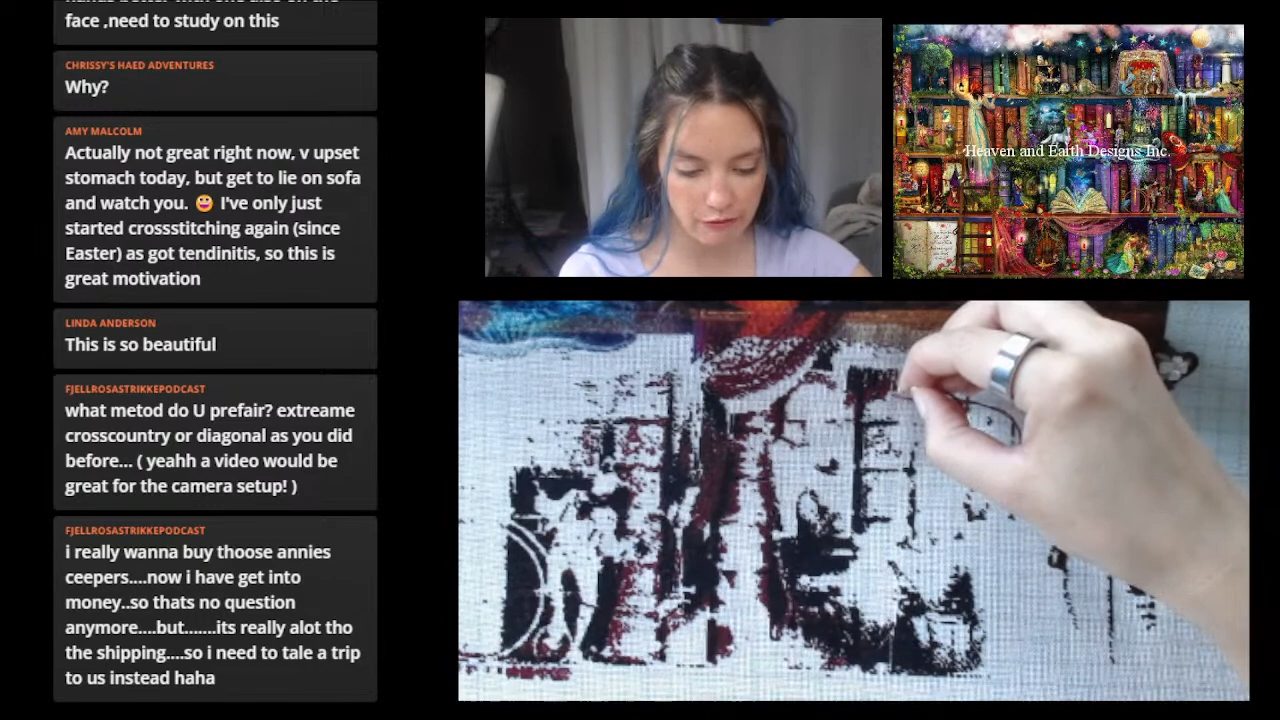 face ,need to study on this
CHRISSY'S HAED ADVENTURES
Why?
AMY MALCOLM
Actually not great right now, v upset
stomach today, but get to lie on sofa
and watch you. 😀 I've only just
started crossstitching again (since
Easter) as got tendinitis, so this is
great motivation
LINDA ANDERSON
This is so beautiful
FJELLROSASTRIKKEPODCAST
what metod do U prefair? extreame
crosscountry or diagonal as you did
before... ( yeahh a video would be
great for the camera setup! )
FJELLROSASTRIKKEPODCAST
i really wanna buy thoose annies
ceepers....now i have get into
money..so thats no question
anymore....but.......its really alot tho
the shipping....so i need to tale a trip
to us instead haha
Heaven and Earth Designs Inc.